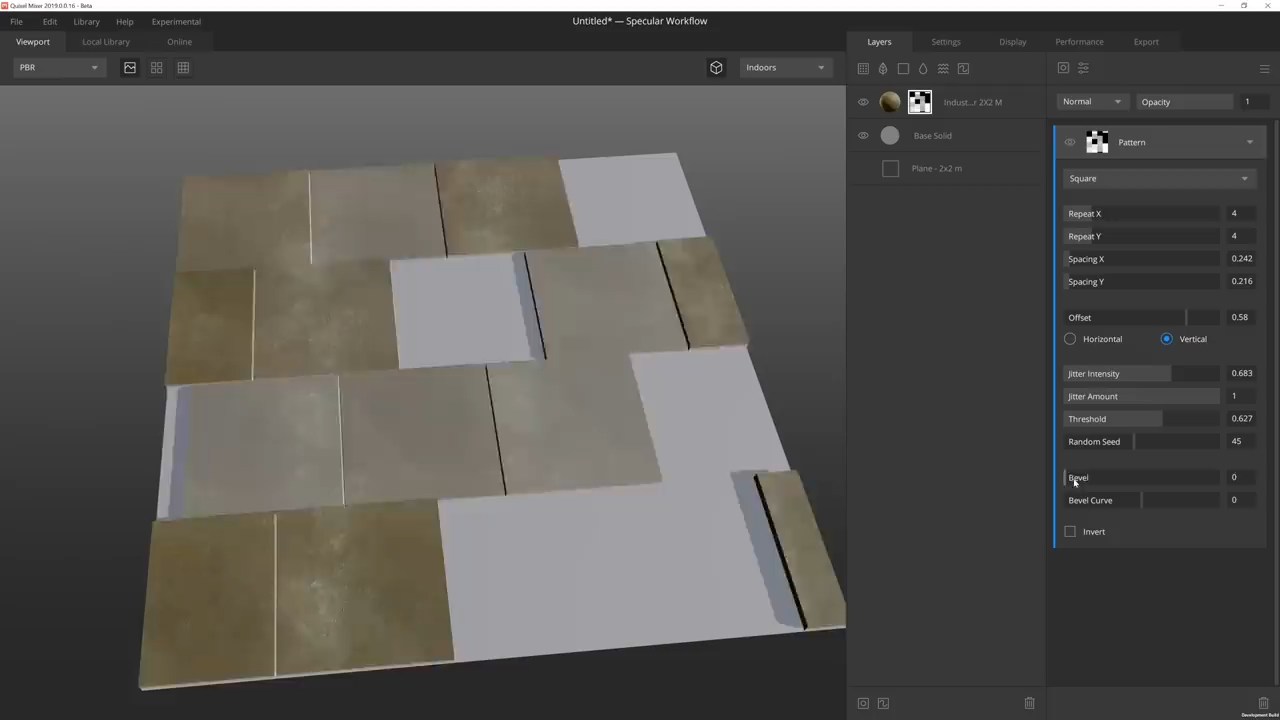 Quixel Mixer 2019.0.0.16 - Beta
File Edit Library Help Experimental
Untitled* — Specular Workflow
Viewport Local Library Online
Layers Settings Display Performance Export
PBR
Indoors
Indust...r 2X2 M
Base Solid
Plane - 2x2 m
Normal
Opacity 1
Pattern
Square
Repeat X 4
Repeat Y 4
Spacing X 0.242
Spacing Y 0.216
Offset 0.58
Horizontal Vertical
Jitter Intensity 0.683
Jitter Amount 1
Threshold 0.627
Random Seed 45
Bevel 0
Bevel Curve 0
Invert
Development Build